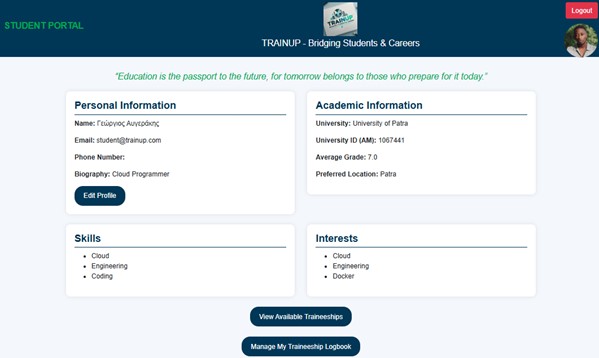 STUDENT PORTAL
Logout
TRAINUP
TRAINUP - Bridging Students & Careers
"Education is the passport to the future, for tomorrow belongs to those who prepare for it today."
Personal Information
Name: Γεώργιος Αυγεράκης
Email: student@trainup.com
Phone Number:
Biography: Cloud Programmer
Edit Profile
Academic Information
University: University of Patra
University ID (AM): 1067441
Average Grade: 7.0
Preferred Location: Patra
Skills
• Cloud
• Engineering
• Coding
Interests
• Cloud
• Engineering
• Docker
View Available Traineeships
Manage My Traineeship Logbook